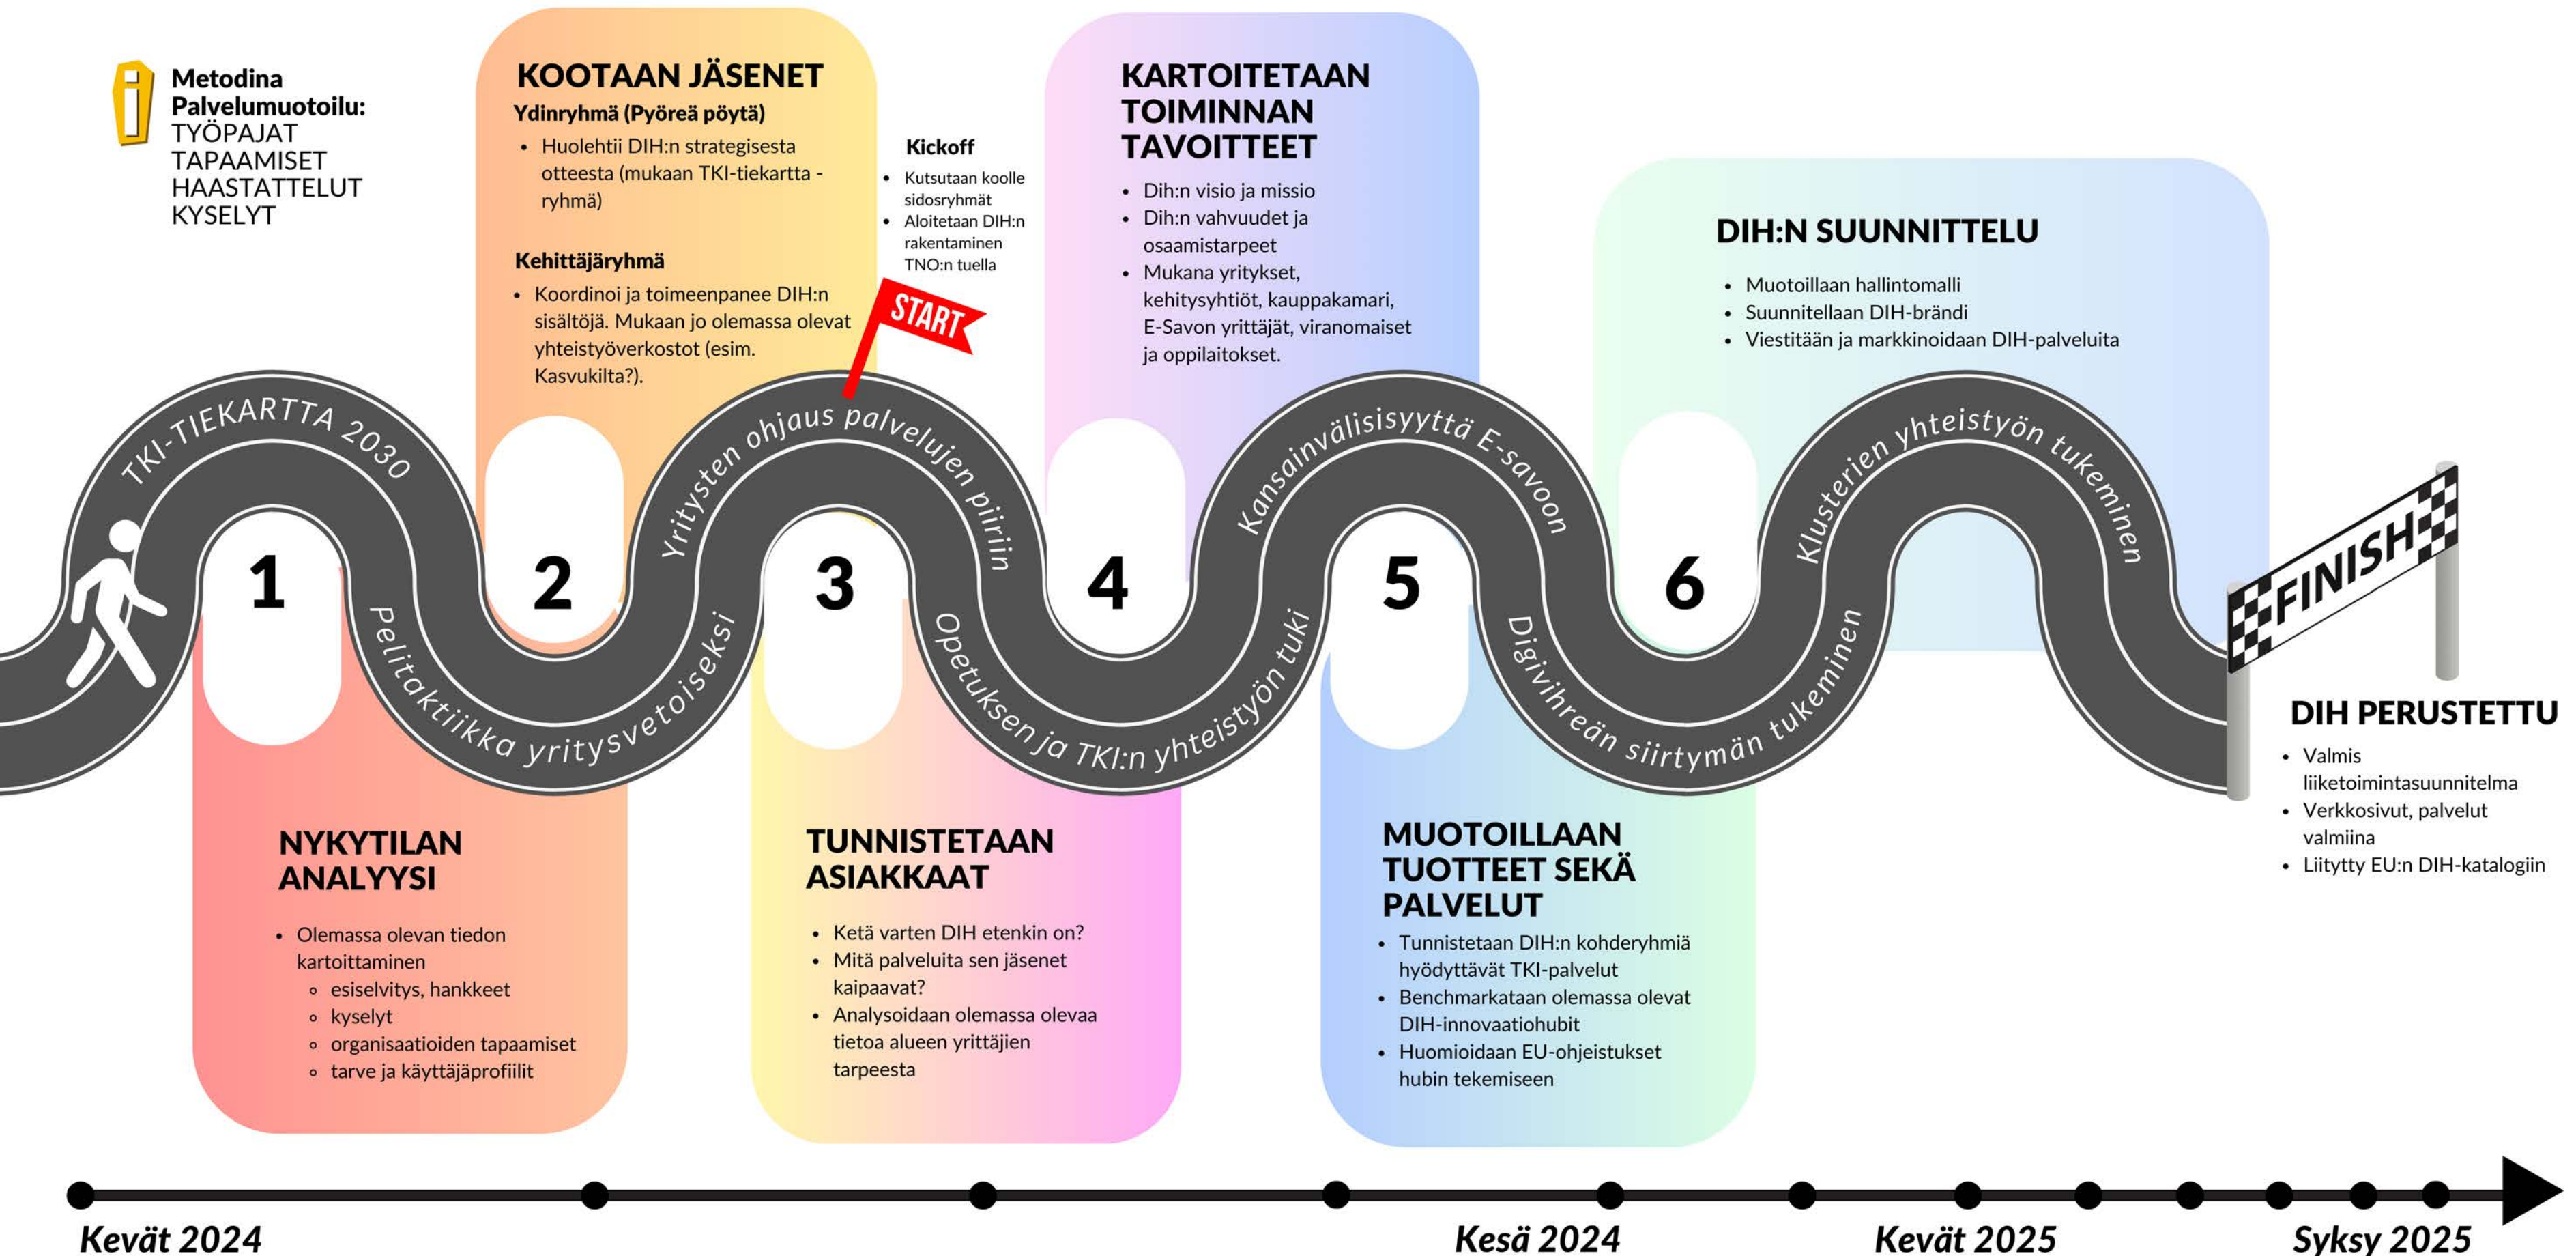 Metodina
Palvelumuotoilu:
TYÖPAJAT
TAPAAMISET
HAASTATTELUT
KYSELYT
KOOTAAN JÄSENET
Ydinryhmä (Pyöreä pöytä)
• Huolehtii DIH:n strategisesta
otteesta (mukaan TKI-tiekartta -
ryhmä)
Kehittäjäryhmä
• Koordinoi ja toimeenpanee DIH:n
sisältöjä. Mukaan jo olemassa olevat
yhteistyöverkostot (esim.
Kasvukilta?).
Kickoff
• Kutsutaan koolle
sidosryhmät
• Aloitetaan DIH:n
rakentaminen
TNO:n tuella
START
KARTOITETAAN
TOIMINNAN
TAVOITTEET
• Dih:n visio ja missio
• Dih:n vahvuudet ja
osaamistarpeet
• Mukana yritykset,
kehitysyhtiöt, kauppakamari,
E-Savon yrittäjät, viranomaiset
ja oppilaitokset.
DIH:N SUUNNITTELU
• Muotoillaan hallintomalli
• Suunnitellaan DIH-brändi
• Viestitään ja markkinoidaan DIH-palveluita
TKI-TIEKARTTA 2030
Pelitaktiikka yritysvetoiseksi
Yritysten ohjaus palvelujen piiriin
Opetuksen ja TKI:n yhteistyön tuki
Kansainvälisisyyttä E-savoon
Digivihreän siirtymän tukeminen
Klusterien yhteistyön tukeminen
1
2
3
4
5
6
FINISH
DIH PERUSTETTU
• Valmis
liiketoimintasuunnitelma
• Verkkosivut, palvelut
valmiina
• Liitytty EU:n DIH-katalogiin
NYKYTILAN
ANALYYSI
• Olemassa olevan tiedon
kartoittaminen
◦ esiselvitys, hankkeet
◦ kyselyt
◦ organisaatioiden tapaamiset
◦ tarve ja käyttäjäprofiilit
TUNNISTETAAN
ASIAKKAAT
• Ketä varten DIH etenkin on?
• Mitä palveluita sen jäsenet
kaipaavat?
• Analysoidaan olemassa olevaa
tietoa alueen yrittäjien
tarpeesta
MUOTOILLAAN
TUOTTEET SEKÄ
PALVELUT
• Tunnistetaan DIH:n kohderyhmiä
hyödyttävät TKI-palvelut
• Benchmarkataan olemassa olevat
DIH-innovaatiohubit
• Huomioidaan EU-ohjeistukset
hubin tekemiseen
Kevät 2024
Kesä 2024
Kevät 2025
Syksy 2025